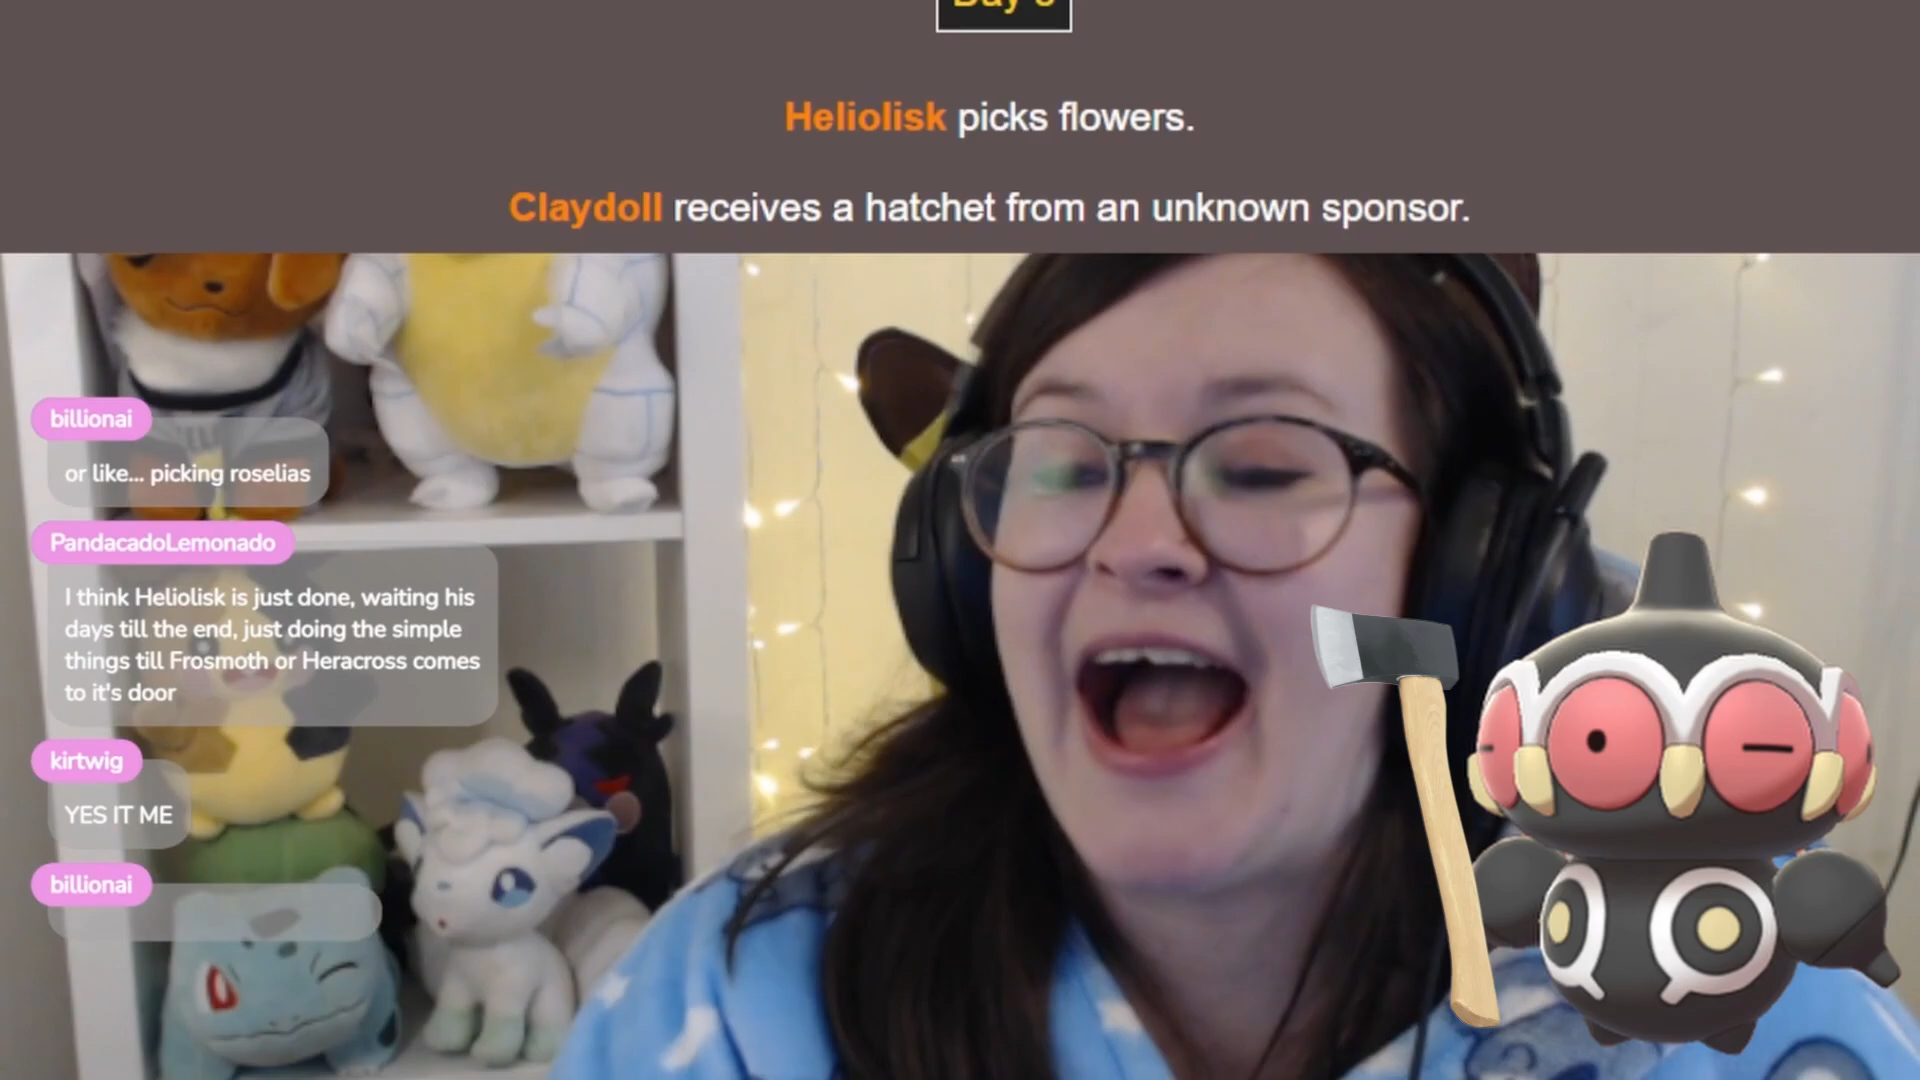 Heliolisk picks flowers.
Claydoll receives a hatchet from an unknown sponsor.
billionai
or like... picking roselias
PandacadoLemonado
I think Heliolisk is just done, waiting his
days till the end, just doing the simple
things till Frosmoth or Heracross comes
to it's door
kirtwig
YES IT ME
billionai